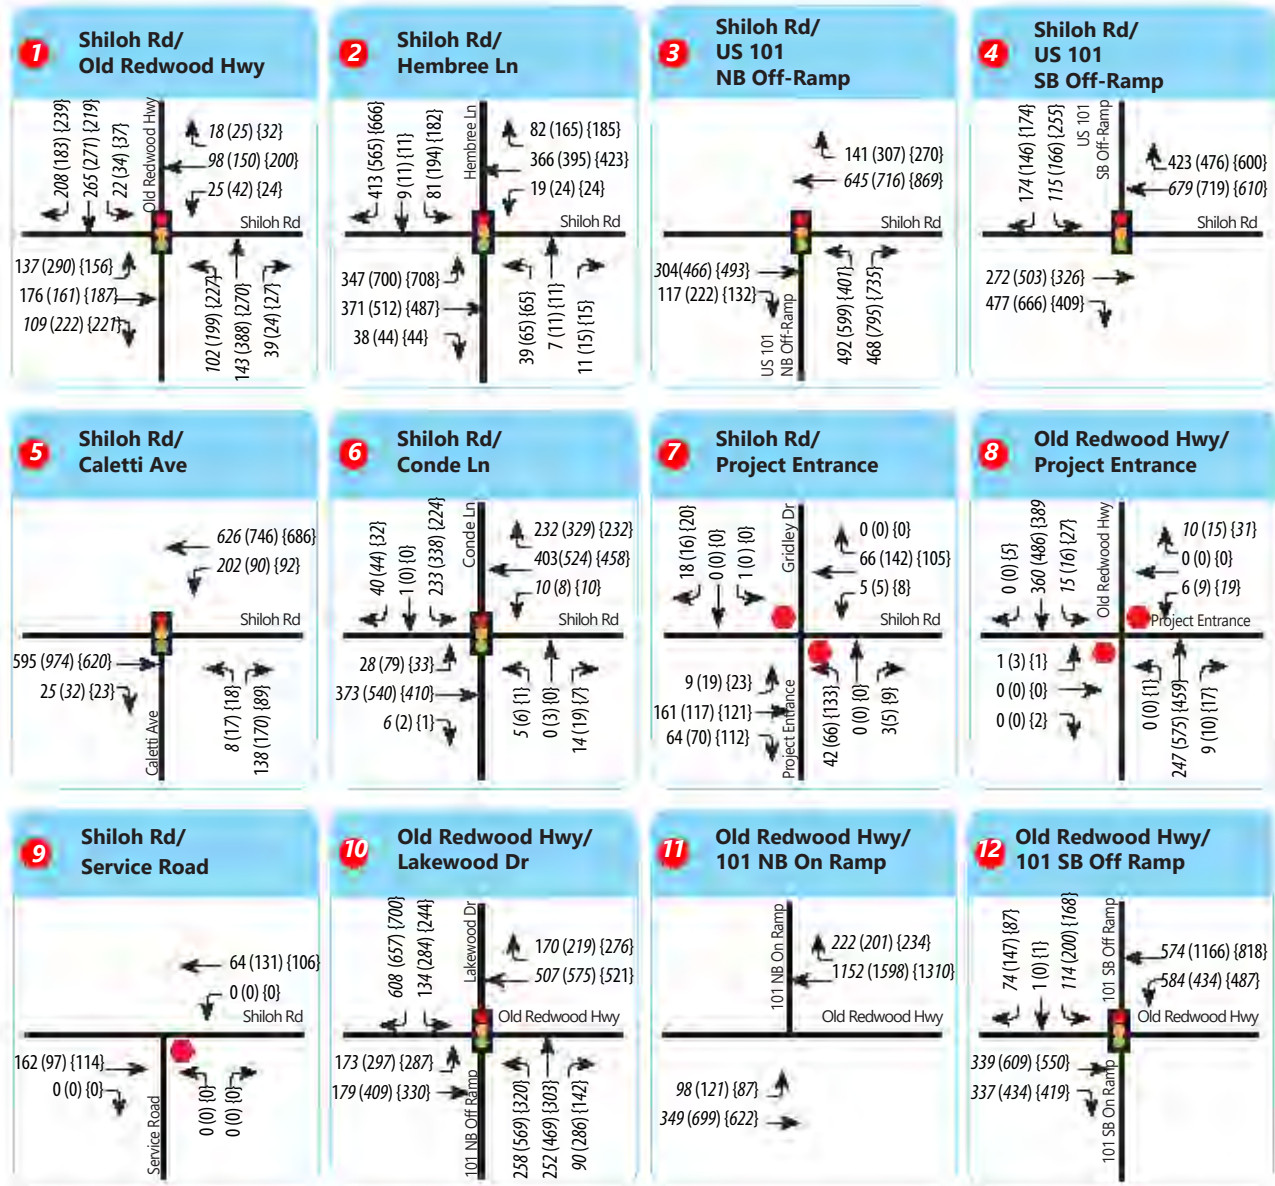 1
Shiloh Rd/
Old Redwood Hwy
208 (183) {239}
265 (271) {219}
22 (34) {37}
Old Redwood Hwy
18 (25) {32}
98 (150) {200}
25 (42) {24}
Shiloh Rd
137 (290) {156}
176 (161) {187}
109 (222) {221}
102 (199) {227}
143 (388) {270}
39 (24) {27}
2
Shiloh Rd/
Hembree Ln
413 (565) {666}
9 (11) {11}
81 (194) {182}
Hembree Ln
82 (165) {185}
366 (395) {423}
19 (24) {24}
Shiloh Rd
347 (700) {708}
371 (512) {487}
38 (44) {44}
39 (65) {65}
7 (11) {11}
11 (15) {15}
3
Shiloh Rd/
US 101
NB Off-Ramp
141 (307) {270}
645 (716) {869}
Shiloh Rd
304(466) {493}
117 (222) {132}
US 101
NB Off-Ramp
492 (599) {401}
468 (795) {735}
4
Shiloh Rd/
US 101
SB Off-Ramp
174 (146) {174}
115 (166) {255}
US 101
SB Off-Ramp
423 (476) {600}
679 (719) {610}
Shiloh Rd
272 (503) {326}
477 (666) {409}
5
Shiloh Rd/
Caletti Ave
626 (746) {686}
202 (90) {92}
Shiloh Rd
595 (974) {620}
25 (32) {23}
Caletti Ave
8 (17) {18}
138 (170) {89}
6
Shiloh Rd/
Conde Ln
40 (44) {32}
1 (0) {0}
233 (338) {224}
Conde Ln
232 (329) {232}
403(524) {458}
10 (8) {10}
Shiloh Rd
28 (79) {33}
373 (540) {410}
6 (2) {1}
5 (6) {1}
0 (3) {0}
14 (19) {7}
7
Shiloh Rd/
Project Entrance
18 (16) {20}
0 (0) {0}
1 (0 ) {0}
Gridley Dr
0 (0) {0}
66 (142) {105}
5 (5) {8}
Shiloh Rd
9 (19) {23}
161 (117) {121}
64 (70) {112}
Project Entrance
42 (66) {133}
0 (0) {0}
3(5) {9}
8
Old Redwood Hwy/
Project Entrance
0 (0) {5}
360 (486) {389
15 (16) {27}
Old Redwood Hwy
10 (15) {31}
0 (0) {0}
6 (9) {19}
Project Entrance
1 (3) {1}
0 (0) {0}
0 (0) {2}
0 (0) {1}
247 (575) {459}
9 (10) {17}
9
Shiloh Rd/
Service Road
64 (131) {106}
0 (0) {0}
Shiloh Rd
162 (97) {114}
0 (0) {0}
Service Road
0 (0) {0}
0 (0) {0}
10
Old Redwood Hwy/
Lakewood Dr
608 (657) {700}
134 (284) {244}
Lakewood Dr
170 (219) {276}
507 (575) {521}
Old Redwood Hwy
173 (297) {287}
179 (409) {330}
101 NB Off Ramp
258 (569) {320}
252 (469) {303}
90 (286) {142}
11
Old Redwood Hwy/
101 NB On Ramp
101 NB On Ramp
222 (201) {234}
1152 (1598) {1310}
Old Redwood Hwy
98 (121) {87}
349 (699) {622}
12
Old Redwood Hwy/
101 SB Off Ramp
74 (147) {87}
1 (0) {1}
114 (200) {168}
101 SB Off Ramp
574 (1166) {818}
584 (434) {487}
Old Redwood Hwy
339 (609) {550}
337 (434) {419}
101 SB On Ramp